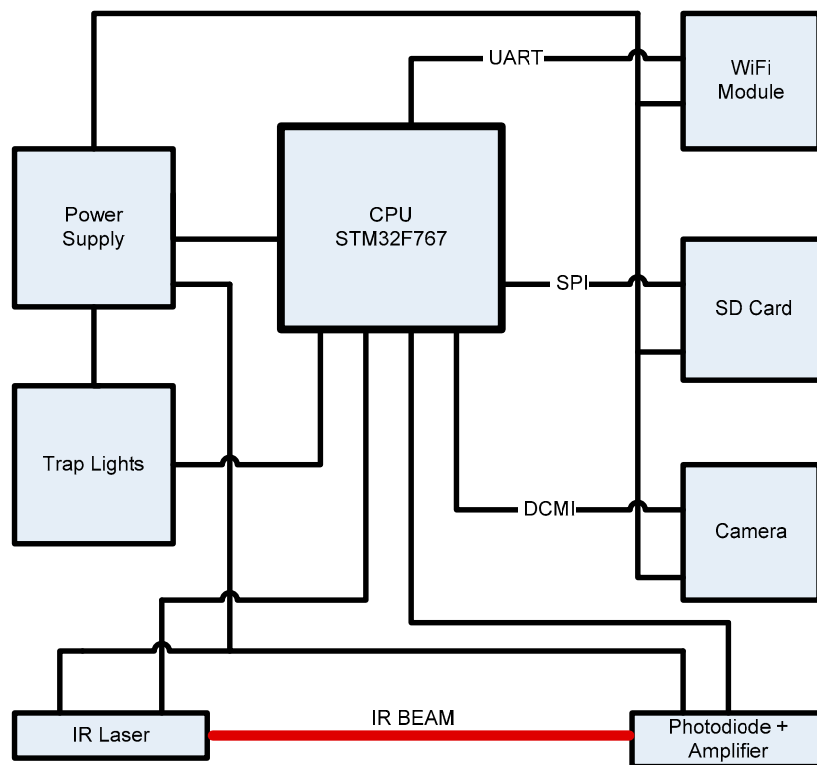 UART
WiFi
Module
Power
Supply
CPU
STM32F767
SPI
SD Card
Trap Lights
DCMI
Camera
IR Laser
IR BEAM
Photodiode +
Amplifier